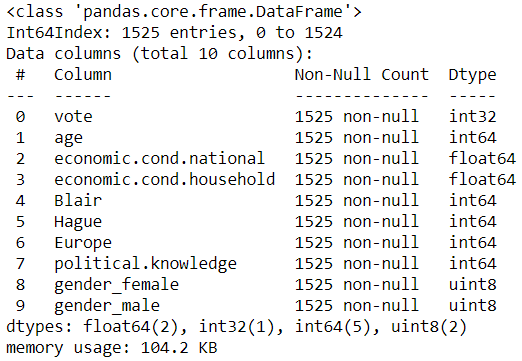 <class 'pandas.core.frame.DataFrame'>
Int64Index: 1525 entries, 0 to 1524
Data columns (total 10 columns):
 #   Column                   Non-Null Count  Dtype
---  ------                   --------------  -----
 0   vote                     1525 non-null   int32
 1   age                      1525 non-null   int64
 2   economic.cond.national   1525 non-null   float64
 3   economic.cond.household  1525 non-null   float64
 4   Blair                    1525 non-null   int64
 5   Hague                    1525 non-null   int64
 6   Europe                   1525 non-null   int64
 7   political.knowledge      1525 non-null   int64
 8   gender_female            1525 non-null   uint8
 9   gender_male              1525 non-null   uint8
dtypes: float64(2), int32(1), int64(5), uint8(2)
memory usage: 104.2 KB